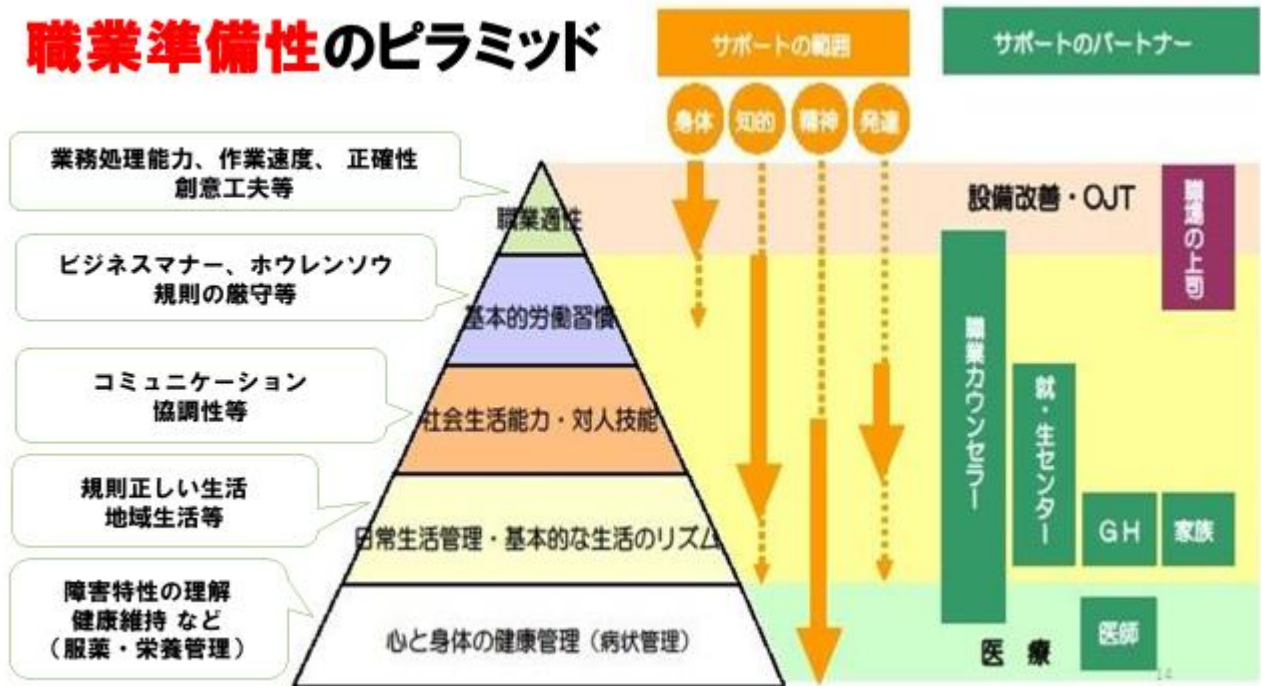 職業準備性のピラミッド
サポートの範囲
サポートのパートナー
身体
知的
精神
発達
業務処理能力、作業速度、 正確性
創意工夫等
ビジネスマナー、ホウレンソウ
規則の厳守等
コミュニケーション
協調性等
規則正しい生活
地域生活等
障害特性の理解
健康維持 など
(服薬・栄養管理)
職業適性
基本的労働習慣
社会生活能力・対人技能
日常生活管理・基本的な生活のリズム
心と身体の健康管理(病状管理)
設備改善・OJT
職場の上司
職業カウンセラー
就・生センター
GH
家族
医療
医師
14